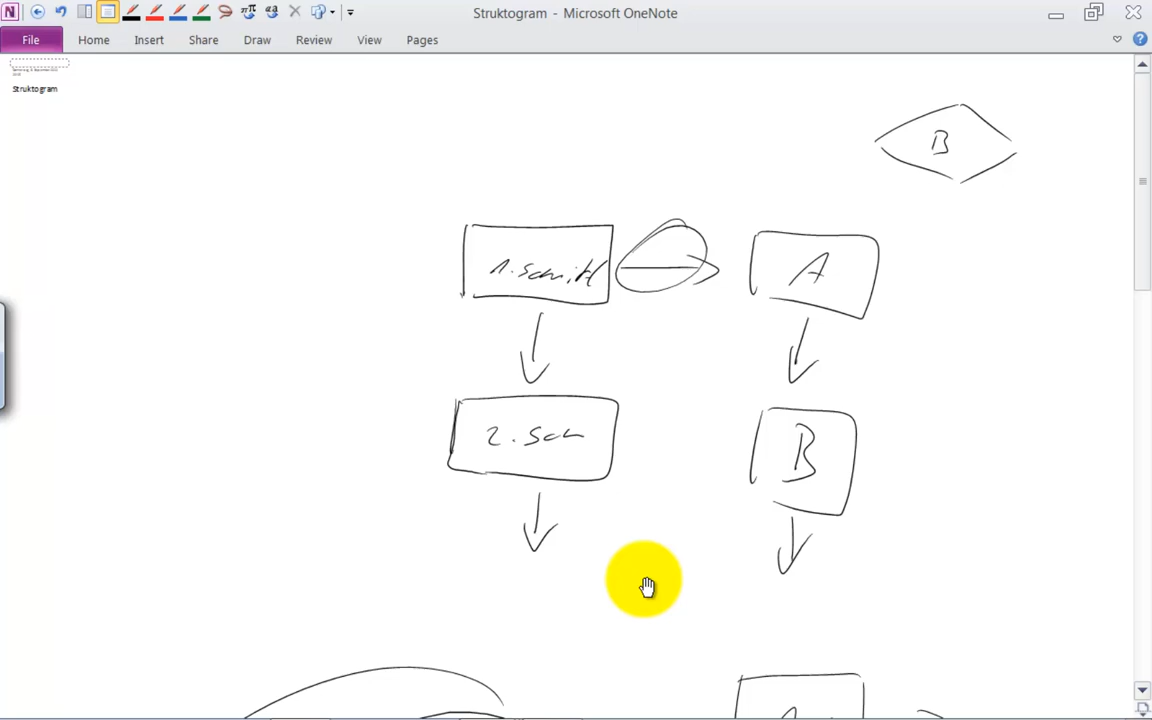 Struktogram - Microsoft OneNote
File Home Insert Share Draw Review View Pages
Struktogram
B
1. Schritt
A
2. Sch
B